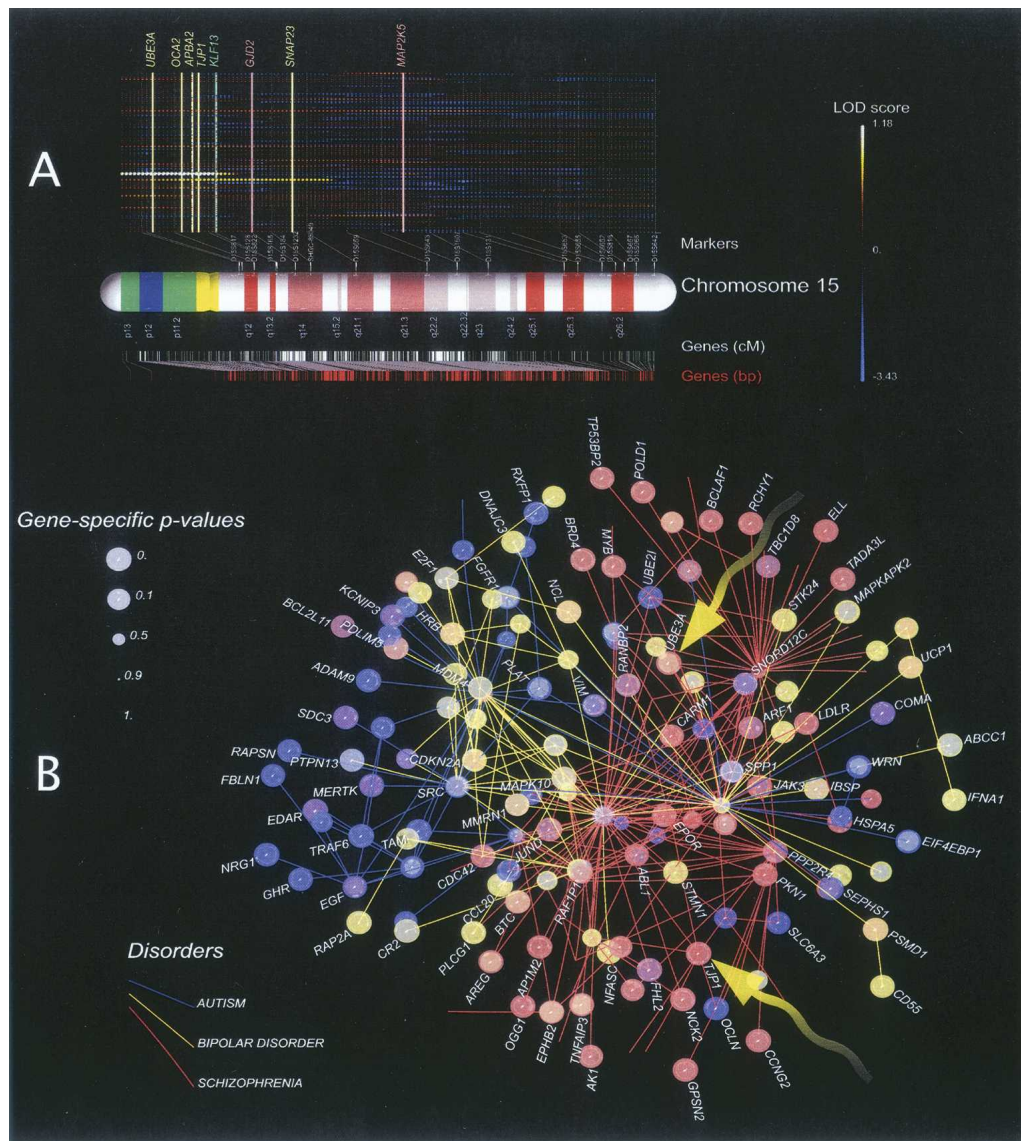 UBE3A
OCA2
APBA2
TJP1
KLF13
GJD2
SNAP23
MAP2K5
A
LOD score
1.18
0.
-3.43
Markers
Chromosome 15
p13
p12
p11.2
q12
q13.2
q14
q15.2
q21.1
q21.3
q22.2
q22.32
q23
q24.2
q25.1
q25.3
q26.2
Genes (cM)
Genes (bp)
B
Gene-specific p-values
0.
0.1
0.5
0.9
1.
Disorders
AUTISM
BIPOLAR DISORDER
SCHIZOPHRENIA
TP53BP2
POLD1
BCLAF1
RCHY1
TBC1D8
ELL
TADA3L
MAPKAPK2
STK24
RXFP1
DNAJC3
BRD4
MYB
UBE2I
E2F1
FGFR1
NCL
UBE3A
RANBP2
SNORD12C
UCP1
KCNIP3
BCL2L11
PDLIM5
HRB
MDM4
PLAT
VIM
CARM1
ARF1
LDLR
COMA
ADAM9
SDC3
RAPSN
PTPN13
CDKN2A
FBLN1
MERTK
SRC
MAPK10
SPP1
JAK3
IBSP
WRN
ABCC1
IFNA1
EDAR
MMRN1
EPOR
HSPA5
EIF4EBP1
TRAF6
TAM
JUND
NRG1
GHR
EGF
CDC42
CCL20
RAF1P1
ABL1
STMN1
PKN1
SEPHS1
RAP2A
CR2
PLCG1
BTC
SLC6A3
PSMD1
CD55
AREG
AP1M2
NFASC
TJP1
FHL2
OGG1
EPHB2
TNFAIP3
AK1
NCK2
OCLN
CCNG2
GPSN2